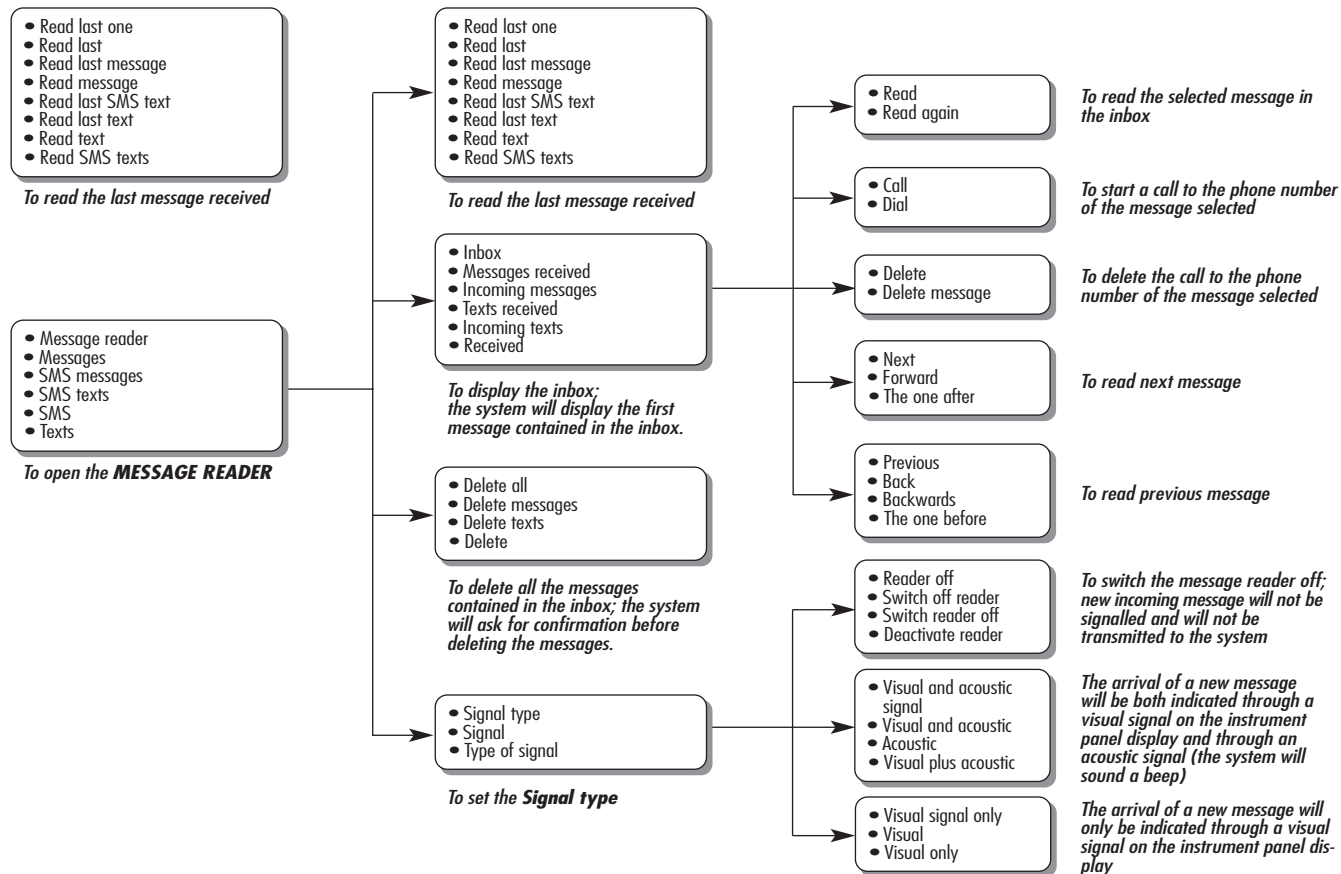 • Read last one
• Read last
• Read last message
• Read message
• Read last SMS text
• Read last text
• Read text
• Read SMS texts
To read the last message received
• Message reader
• Messages
• SMS messages
• SMS texts
• SMS
• Texts
To open the MESSAGE READER
• Read last one
• Read last
• Read last message
• Read message
• Read last SMS text
• Read last text
• Read text
• Read SMS texts
To read the last message received
• Inbox
• Messages received
• Incoming messages
• Texts received
• Incoming texts
• Received
To display the inbox;
the system will display the first
message contained in the inbox.
• Delete all
• Delete messages
• Delete texts
• Delete
To delete all the messages
contained in the inbox; the system
will ask for confirmation before
deleting the messages.
• Signal type
• Signal
• Type of signal
To set the Signal type
• Read
• Read again
To read the selected message in
the inbox
• Call
• Dial
To start a call to the phone number
of the message selected
• Delete
• Delete message
To delete the call to the phone
number of the message selected
• Next
• Forward
• The one after
To read next message
• Previous
• Back
• Backwards
• The one before
To read previous message
• Reader off
• Switch off reader
• Switch reader off
• Deactivate reader
To switch the message reader off;
new incoming message will not be
signalled and will not be
transmitted to the system
• Visual and acoustic
signal
• Visual and acoustic
• Acoustic
• Visual plus acoustic
The arrival of a new message
will be both indicated through a
visual signal on the instrument
panel display and through an
acoustic signal (the system will
sound a beep)
• Visual signal only
• Visual
• Visual only
The arrival of a new message will
only be indicated through a visual
signal on the instrument panel dis-
play